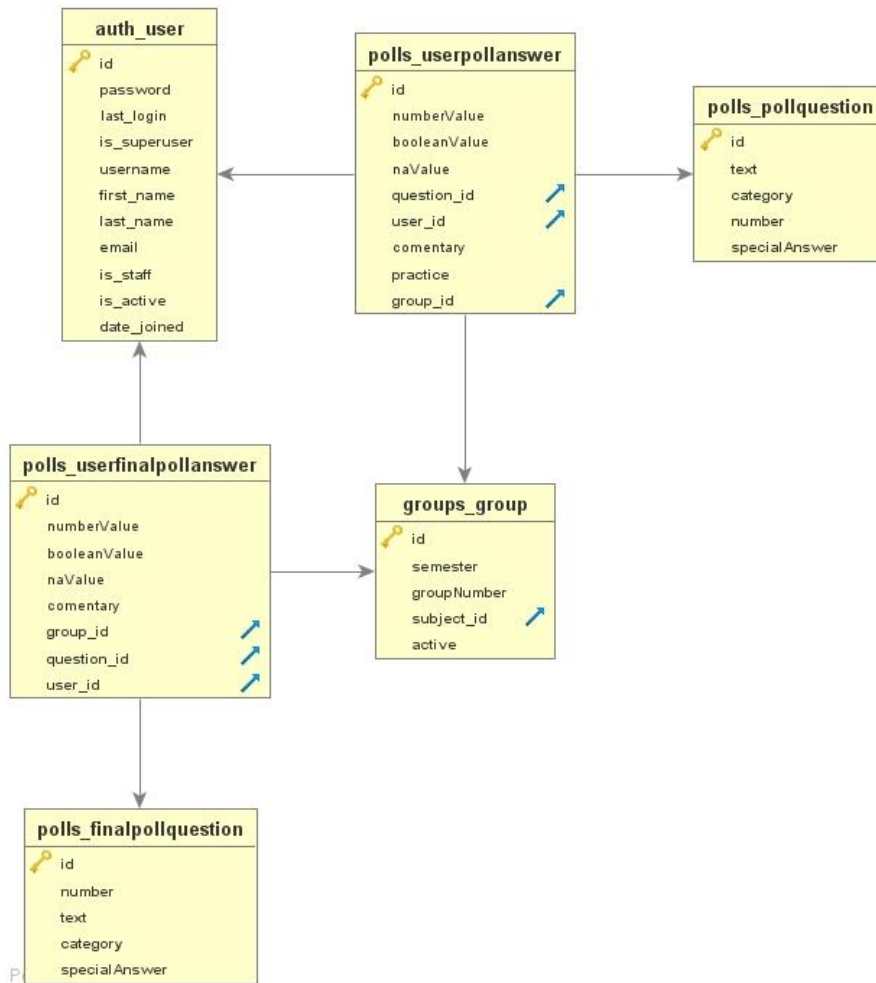 auth_user
id
password
last_login
is_superuser
username
first_name
last_name
email
is_staff
is_active
date_joined
polls_userpollanswer
id
numberValue
booleanValue
naValue
question_id
user_id
comentary
practice
group_id
polls_pollquestion
id
text
category
number
specialAnswer
polls_userfinalpollanswer
id
numberValue
booleanValue
naValue
comentary
group_id
question_id
user_id
groups_group
id
semester
groupNumber
subject_id
active
polls_finalpollquestion
id
number
text
category
specialAnswer